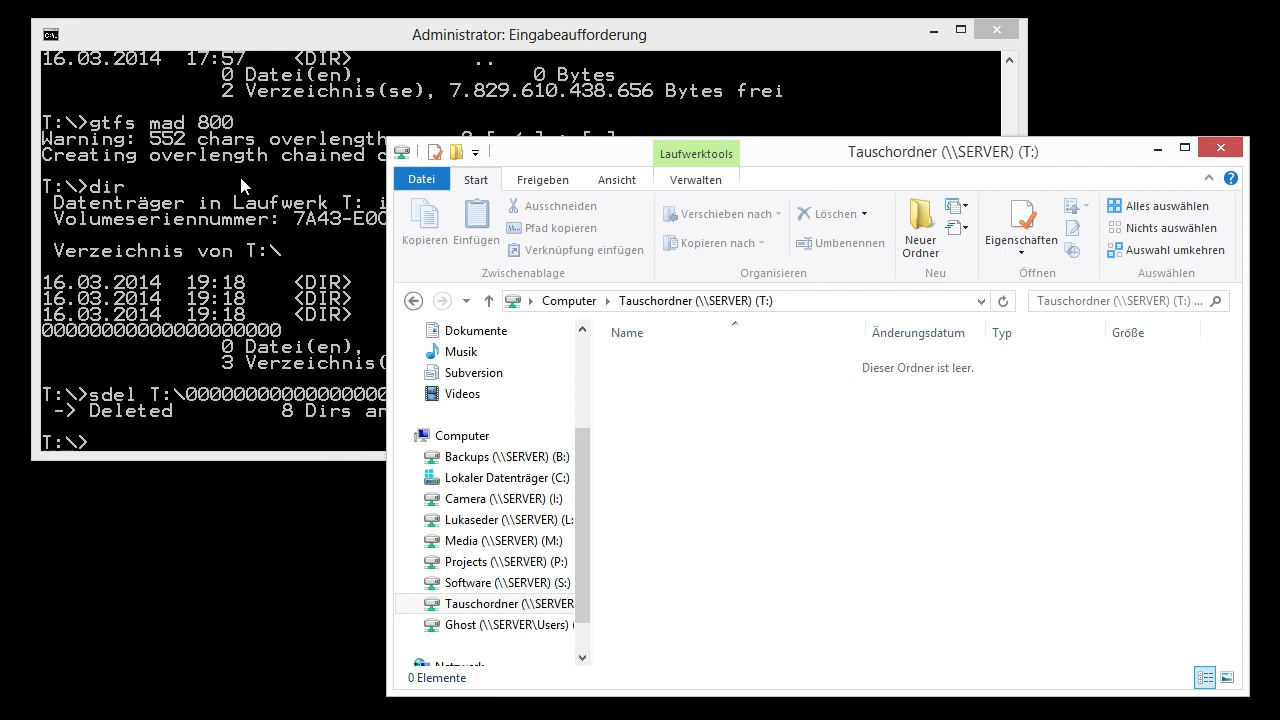 Administrator: Eingabeaufforderung
16.03.2014 17:57 <DIR> ..
0 Datei(en), 0 Bytes
2 Verzeichnis(se), 7.829.610.438.656 Bytes frei
T:\>gtfs mad 800
Warning: 552 chars overlength
Creating overlength chained
T:\>dir
Datenträger in Laufwerk T:
Volumeseriennummer: 7A43-E00
Verzeichnis von T:\
16.03.2014 19:18 <DIR>
16.03.2014 19:18 <DIR>
16.03.2014 19:18 <DIR>
00000000000000000000
0 Datei(en),
3 Verzeichnis(
T:\>sdel T:\00000000000000000
-> Deleted 8 Dirs an
T:\>
Laufwerktools
Tauschordner (\\SERVER) (T:)
Datei Start Freigeben Ansicht Verwalten
Kopieren
Einfügen
Ausschneiden
Pfad kopieren
Verknüpfung einfügen
Zwischenablage
Verschieben nach
Kopieren nach
Löschen
Umbenennen
Organisieren
Neuer
Ordner
Neu
Eigenschaften
Öffnen
Alles auswählen
Nichts auswählen
Auswahl umkehren
Auswählen
Computer Tauschordner (\\SERVER) (T:)
Tauschordner (\\SERVER) (T:) ...
Dokumente
Musik
Subversion
Videos
Computer
Backups (\\SERVER) (B:)
Lokaler Datenträger (C:)
Camera (\\SERVER) (I:)
Lukaseder (\\SERVER) (L:
Media (\\SERVER) (M:)
Projects (\\SERVER) (P:)
Software (\\SERVER) (S:)
Tauschordner (\\SERVER
Ghost (\\SERVER\Users) (
Netzwerk
Name Änderungsdatum Typ Größe
Dieser Ordner ist leer.
0 Elemente